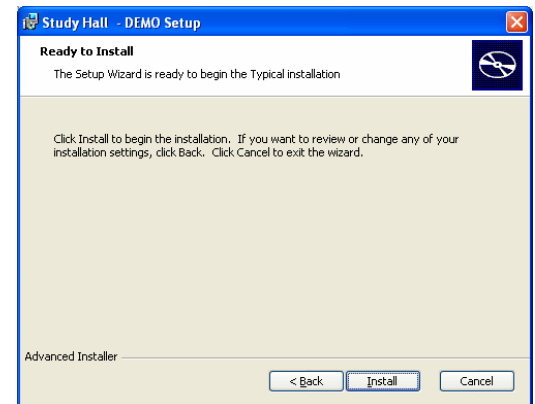 Study Hall - DEMO Setup
Ready to Install
The Setup Wizard is ready to begin the Typical installation
Click Install to begin the installation. If you want to review or change any of your
installation settings, click Back. Click Cancel to exit the wizard.
Advanced Installer
< Back Install Cancel